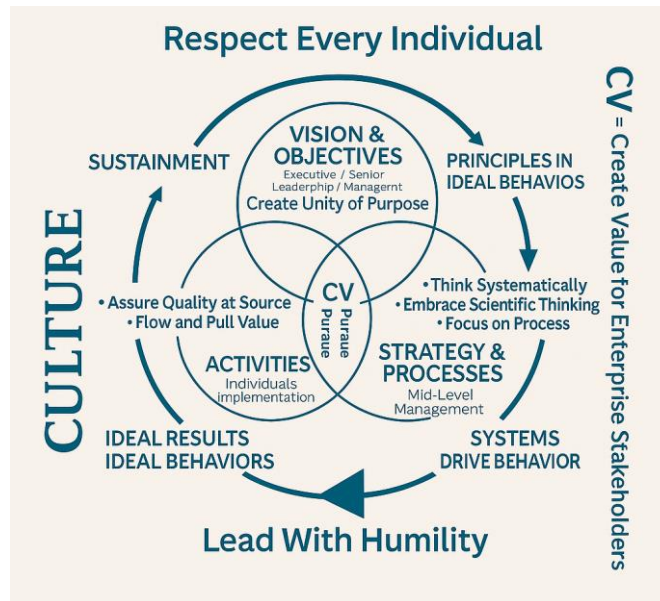 Respect Every Individual
VISION &
OBJECTIVES
Executive / Senior
Leadership / Managernt
Create Unity of Purpose
SUSTAINMENT
PRINCIPLES IN
IDEAL BEHAVIOS
CV = Create Value for Enterprise Stakeholders
CULTURE
• Assure Quality at Source
• Flow and Pull Value
CV
Puraue
Puraue
• Think Systematically
• Embrace Scientific Thinking
• Focus on Process
ACTIVITIES
Individuals
implementation
STRATEGY &
PROCESSES
Mid-Level
Management
IDEAL RESULTS
IDEAL BEHAVIORS
SYSTEMS
DRIVE BEHAVIOR
Lead With Humility